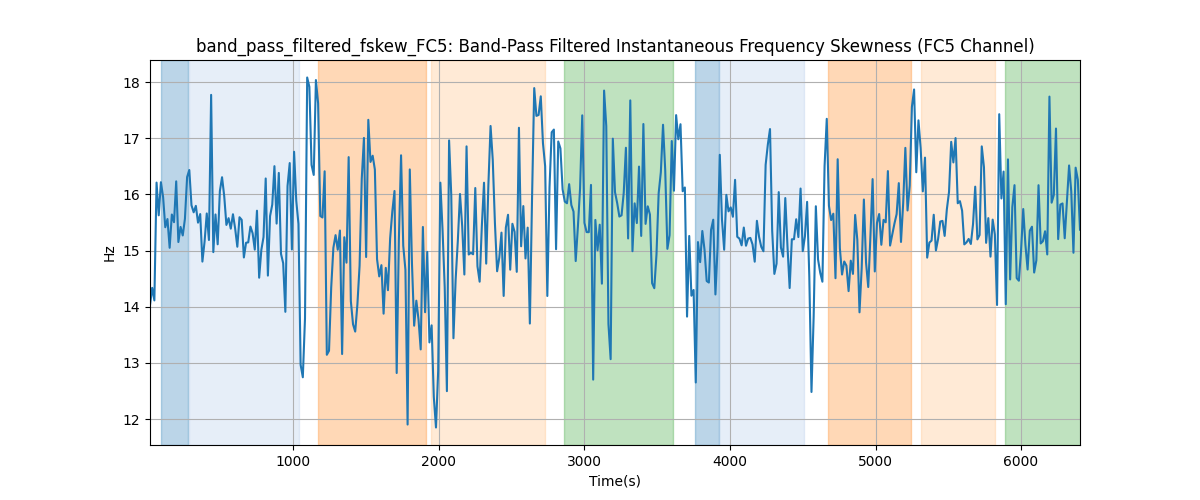 band_pass_filtered_fskew_FC5: Band-Pass Filtered Instantaneous Frequency Skewness (FC5 Channel)
18
17
16
15
14
13
12
Hz
1000 2000 3000 4000 5000 6000
Time(s)